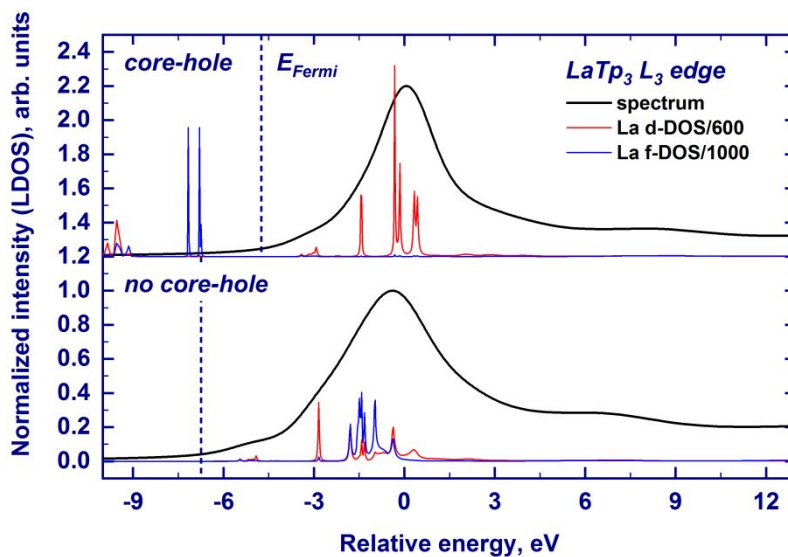 Normalized intensity (LDOS), arb. units
2.4
2.2
2.0
1.8
1.6
1.4
1.2
1.0
0.8
0.6
0.4
0.2
0.0
core-hole
E_Fermi
LaTp₃ L₃ edge
spectrum
La d-DOS/600
La f-DOS/1000
no core-hole
-9 -6 -3 0 3 6 9 12
Relative energy, eV